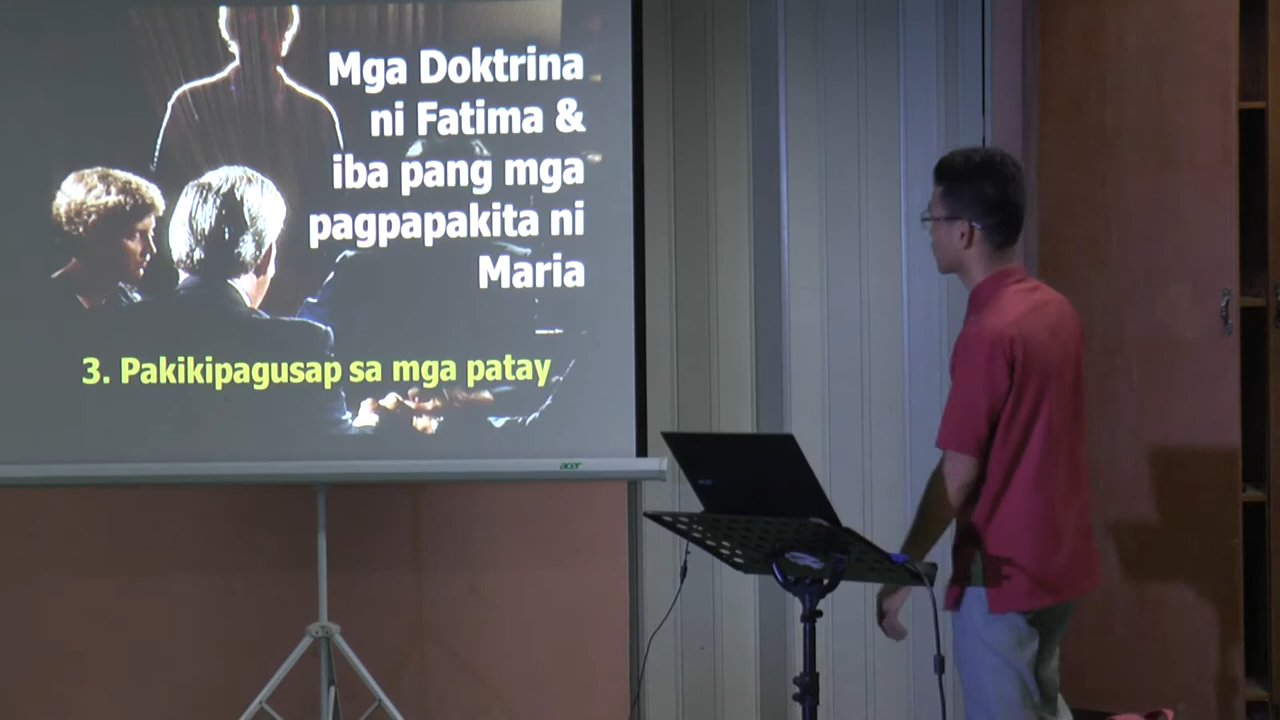 Mga Doktrina
ni Fatima &
iba pang mga
pagpapakita ni
Maria
3. Pakikipagusap sa mga patay
acer